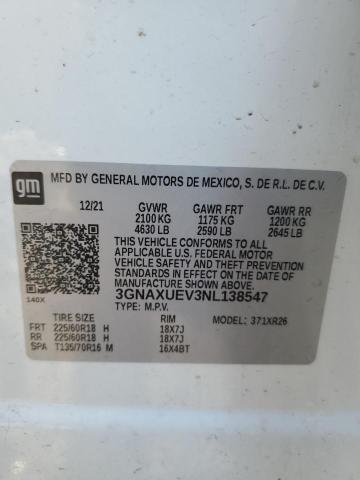 gm
MFD BY GENERAL MOTORS DE MEXICO, S. DE R.L. DE C.V.
12/21 GVWR GAWR FRT GAWR RR
2100 KG 1175 KG 1200 KG
4630 LB 2590 LB 2645 LB
THIS VEHICLE CONFORMS TO ALL APPLICABLE U.S. FEDERAL MOTOR
VEHICLE SAFETY, BUMPER, AND THEFT PREVENTION STANDARDS
IN EFFECT ON THE DATE OF MANUFACTURE SHOWN ABOVE.
3GNAXUEV3NL138547
140X TYPE: M.P.V. MODEL: 371XR26
TIRE SIZE RIM
FRT 225/60R18 H 18X7J
RR 225/60R18 H 18X7J
SPA T135/70R16 M 16X4BT